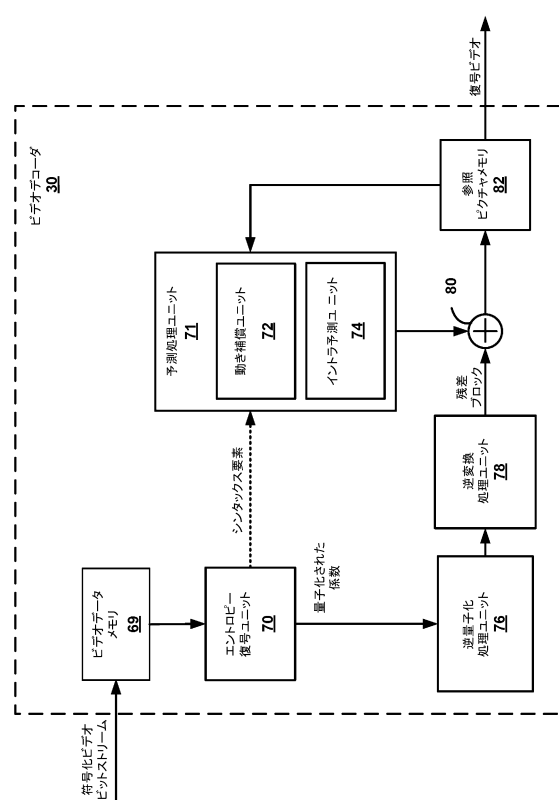 符号化ビデオ
ビットストリーム
ビデオデコーダ
30
ビデオデータ
メモリ
69
エントロピー
復号ユニット
70
シンタックス要素
量子化された
係数
予測処理ユニット
71
動き補償ユニット
72
イントラ予測ユニット
74
逆量子化
処理ユニット
76
逆変換
処理ユニット
78
残差
ブロック
80
参照
ピクチャメモリ
82
復号ビデオ